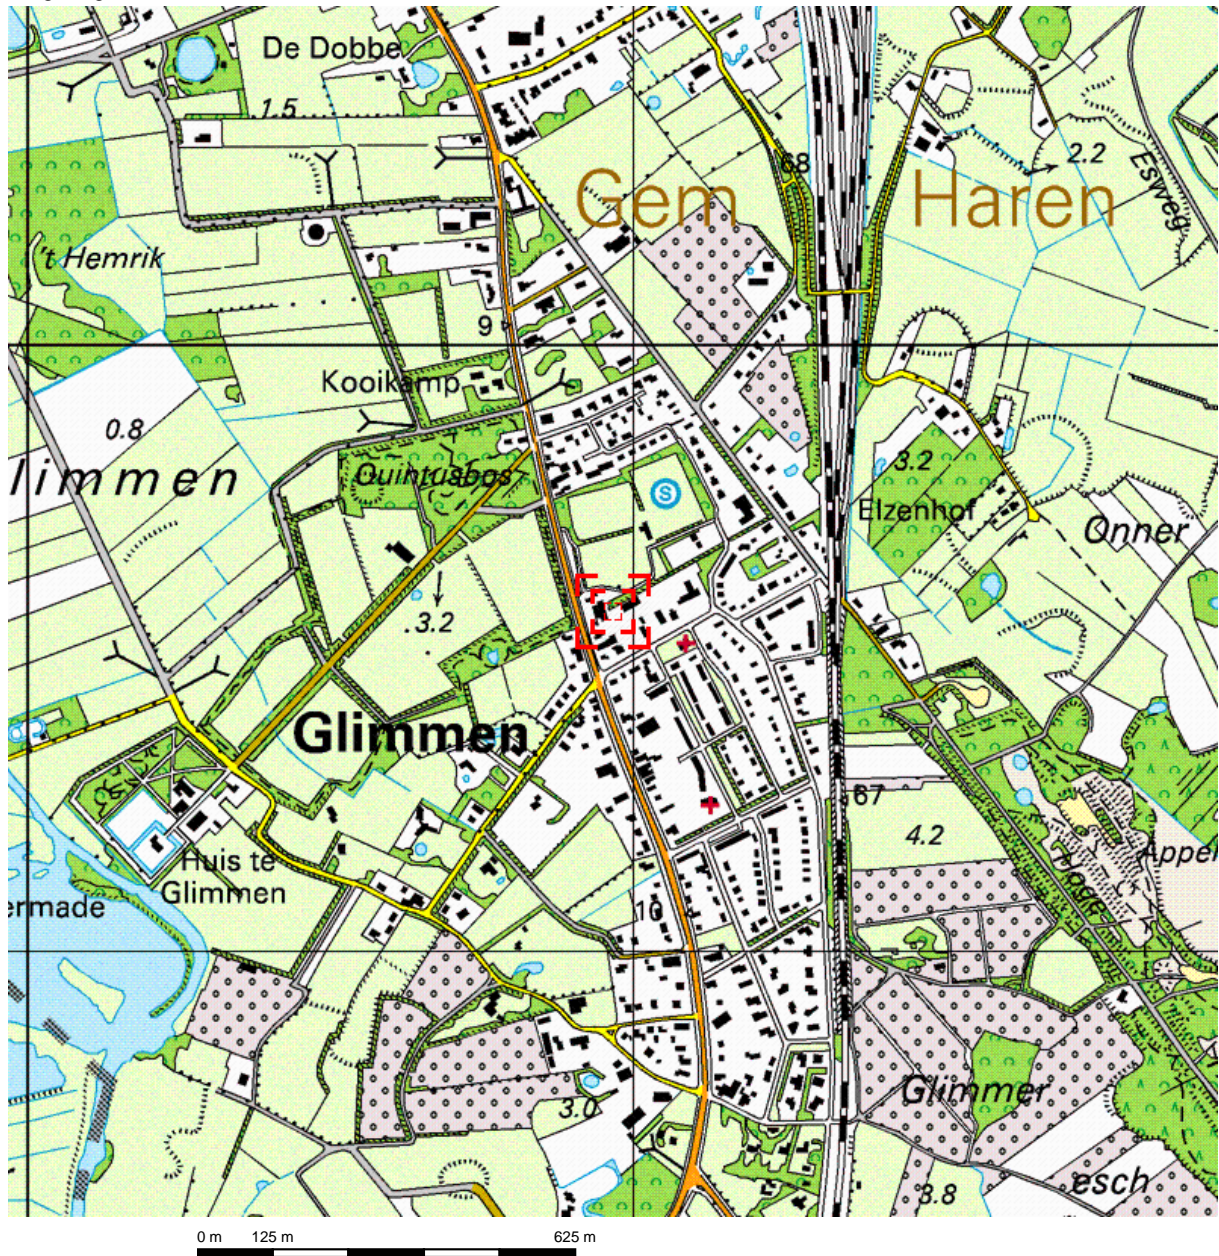 De Dobbe
1.5
68
2.2
Esweg
Gem Haren
't Hemrik
9
Kooikamp
0.8
limmen
Quintusbos
S
3.2
Elzenhof
Onner
3.2
Glimmen
67
4.2
Appel
Huis te
Glimmen
Hoge
ermade
10
Glimmer
3.0
3.8
esch
0 m 125 m 625 m